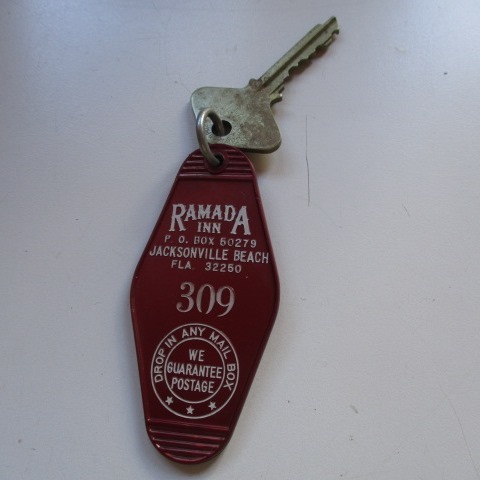 RAMADA
INN
P. O. BOX 50279
JACKSONVILLE BEACH
FLA. 32250
309
DROP IN ANY MAIL BOX
WE
GUARANTEE
POSTAGE